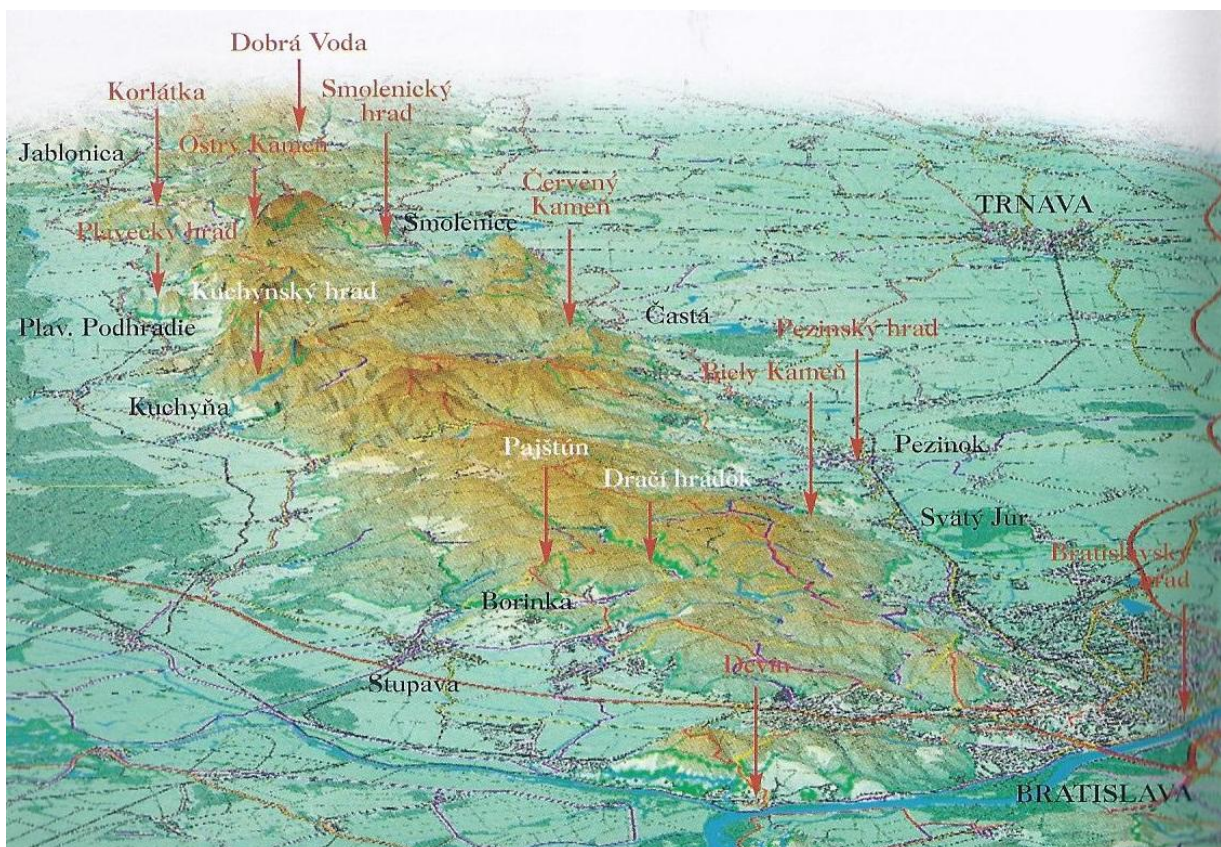 Dobrá Voda
Korlátka
Smolenický
hrad
Jablonica
Ostrý Kameň
Červený
Kameň
TRNAVA
Smolenice
Plavecký hrad
Kuchynský hrad
Plav. Podhradie
Častá
Pezinský hrad
Biely Kameň
Kuchyňa
Pajštún
Pezinok
Dračí hrádok
Svätý Jur
Bratislavský
hrad
Borinka
Devín
Stupava
BRATISLAVA